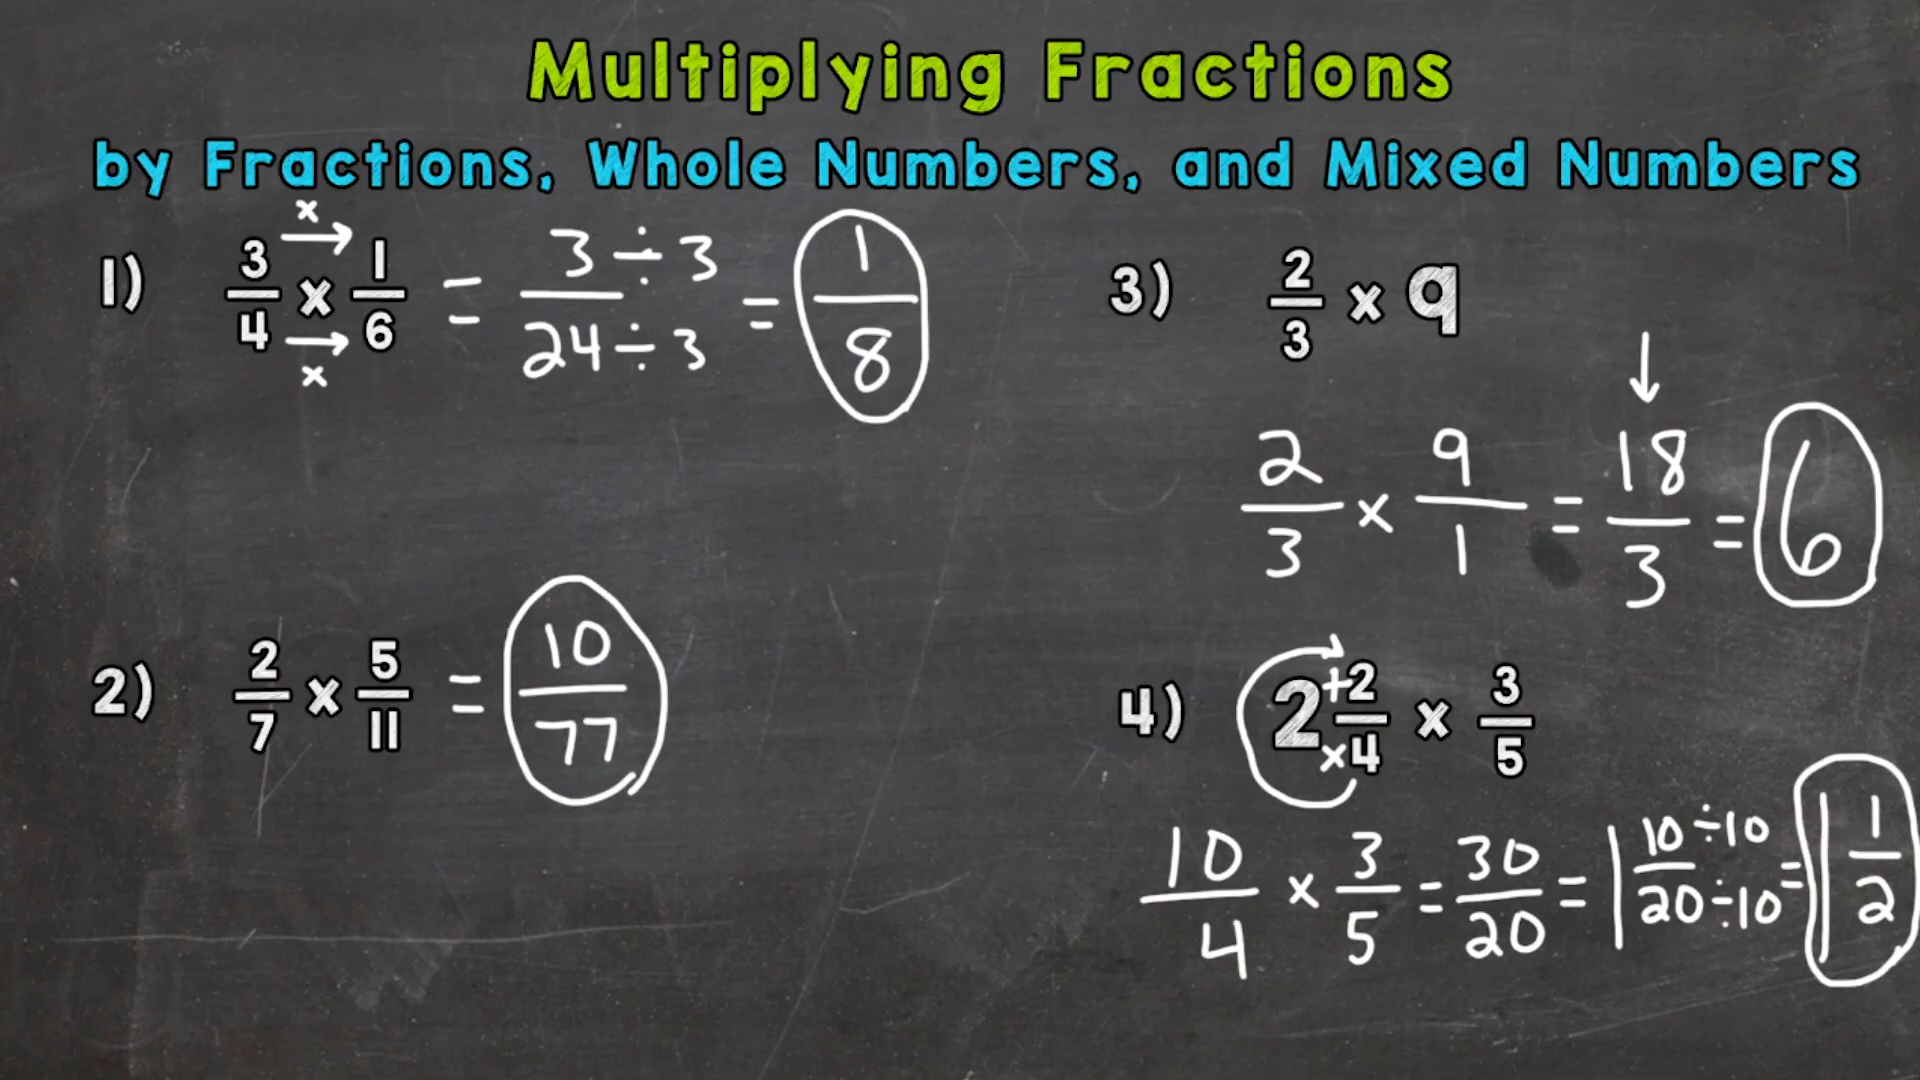 Multiplying Fractions
by Fractions, Whole Numbers, and Mixed Numbers
1) 3/4 x 1/6 = 3÷3/24÷3 = 1/8
x
x
2) 2/7 x 5/11 = 10/77
3) 2/3 x 9
2/3 x 9/1 = 18/3 = 6
4) 2 2/4 x 3/5
+
x
10/4 x 3/5 = 30/20 = 1 10÷10/20÷10 = 1 1/2